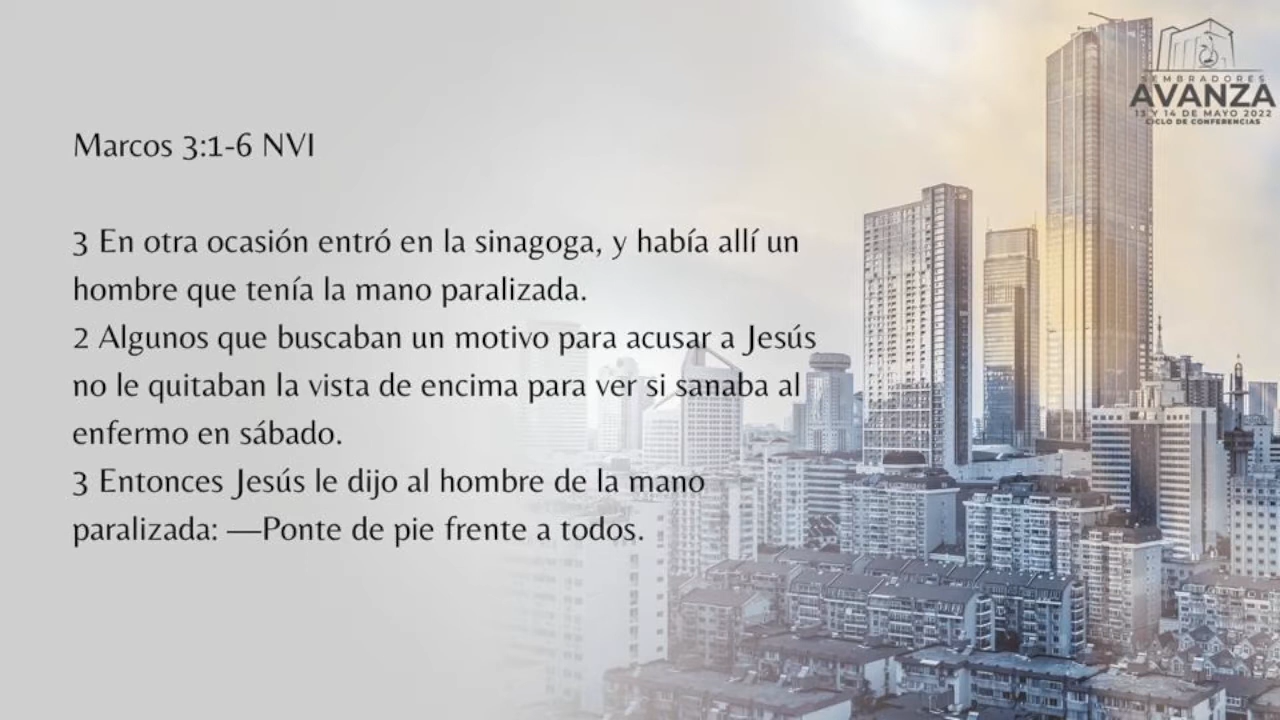 SEMBRADORES
AVANZA
13 Y 14 DE MAYO 2022
CICLO DE CONFERENCIAS
Marcos 3:1-6 NVI
3 En otra ocasión entró en la sinagoga, y había allí un
hombre que tenía la mano paralizada.
2 Algunos que buscaban un motivo para acusar a Jesús
no le quitaban la vista de encima para ver si sanaba al
enfermo en sábado.
3 Entonces Jesús le dijo al hombre de la mano
paralizada: —Ponte de pie frente a todos.